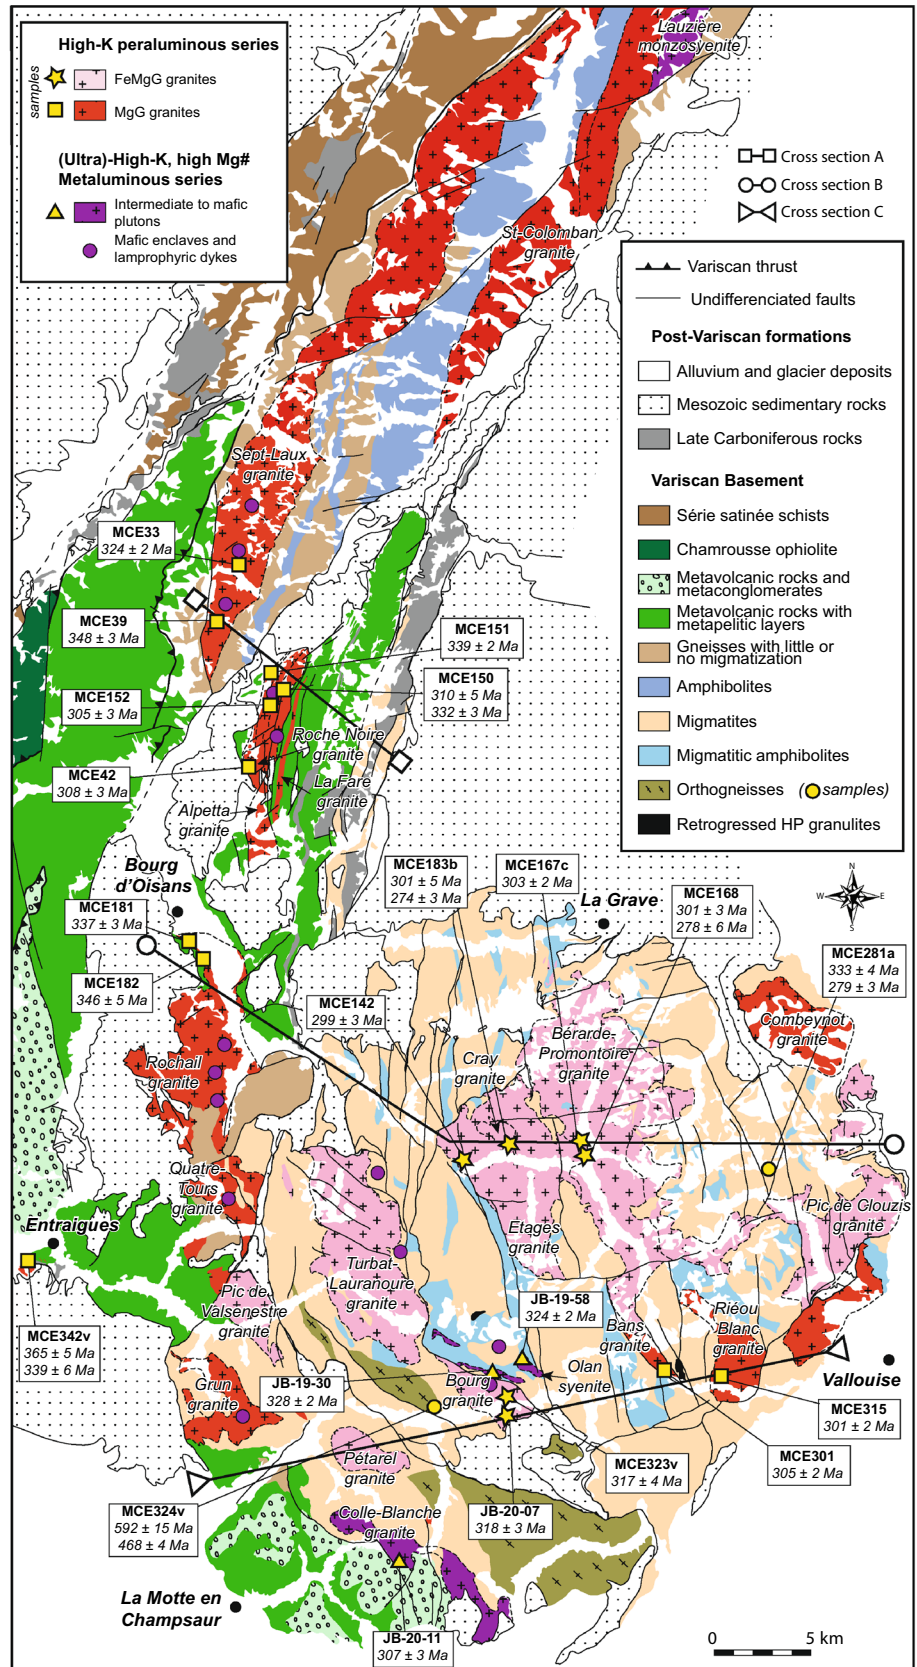 High-K peraluminous series
samples
FeMgG granites
MgG granites
(Ultra)-High-K, high Mg#
Metaluminous series
Intermediate to mafic
plutons
Mafic enclaves and
lamprophyric dykes
Lauzière
monzosyenite
Cross section A
Cross section B
Cross section C
St-Colomban
granite
Variscan thrust
Undifferenciated faults
Post-Variscan formations
Alluvium and glacier deposits
Mesozoic sedimentary rocks
Late Carboniferous rocks
Variscan Basement
Série satinée schists
Chamrousse ophiolite
Metavolcanic rocks and
metaconglomerates
Metavolcanic rocks with
metapelitic layers
Gneisses with little or
no migmatization
Amphibolites
Migmatites
Migmatitic amphibolites
Orthogneisses
(samples)
Retrogressed HP granulites
Sept-Laux
granite
MCE33
324 ± 2 Ma
MCE39
348 ± 3 Ma
MCE151
339 ± 2 Ma
MCE150
310 ± 5 Ma
332 ± 3 Ma
MCE152
305 ± 3 Ma
Roche Noire
granite
MCE42
308 ± 3 Ma
La Fare
granite
Alpetta
granite
Bourg
d'Oisans
MCE183b
301 ± 5 Ma
274 ± 3 Ma
MCE167c
303 ± 2 Ma
La Grave
MCE168
301 ± 3 Ma
278 ± 6 Ma
N
W
E
S
MCE181
337 ± 3 Ma
MCE281a
333 ± 4 Ma
279 ± 3 Ma
MCE182
346 ± 5 Ma
MCE142
299 ± 3 Ma
Combeynot
granite
Bérarde-
Promontoire
granite
Cray
granite
Rochail
granite
Quatre-
Tours
granite
Entraigues
Pic de Clouzis
granite
Etages
granite
Turbat-
Lauranoure
granite
Pic de
Valsenestre
granite
JB-19-58
324 ± 2 Ma
Bans
granite
Riéou
Blanc
granite
MCE342v
365 ± 5 Ma
339 ± 6 Ma
Grun
granite
JB-19-30
328 ± 2 Ma
Bourg
granite
Olan
syenite
Vallouise
MCE315
301 ± 2 Ma
MCE301
305 ± 2 Ma
MCE323v
317 ± 4 Ma
Pétarel
granite
MCE324v
592 ± 15 Ma
468 ± 4 Ma
Colle-Blanche
granite
JB-20-07
318 ± 3 Ma
La Motte en
Champsaur
JB-20-11
307 ± 3 Ma
0
5 km